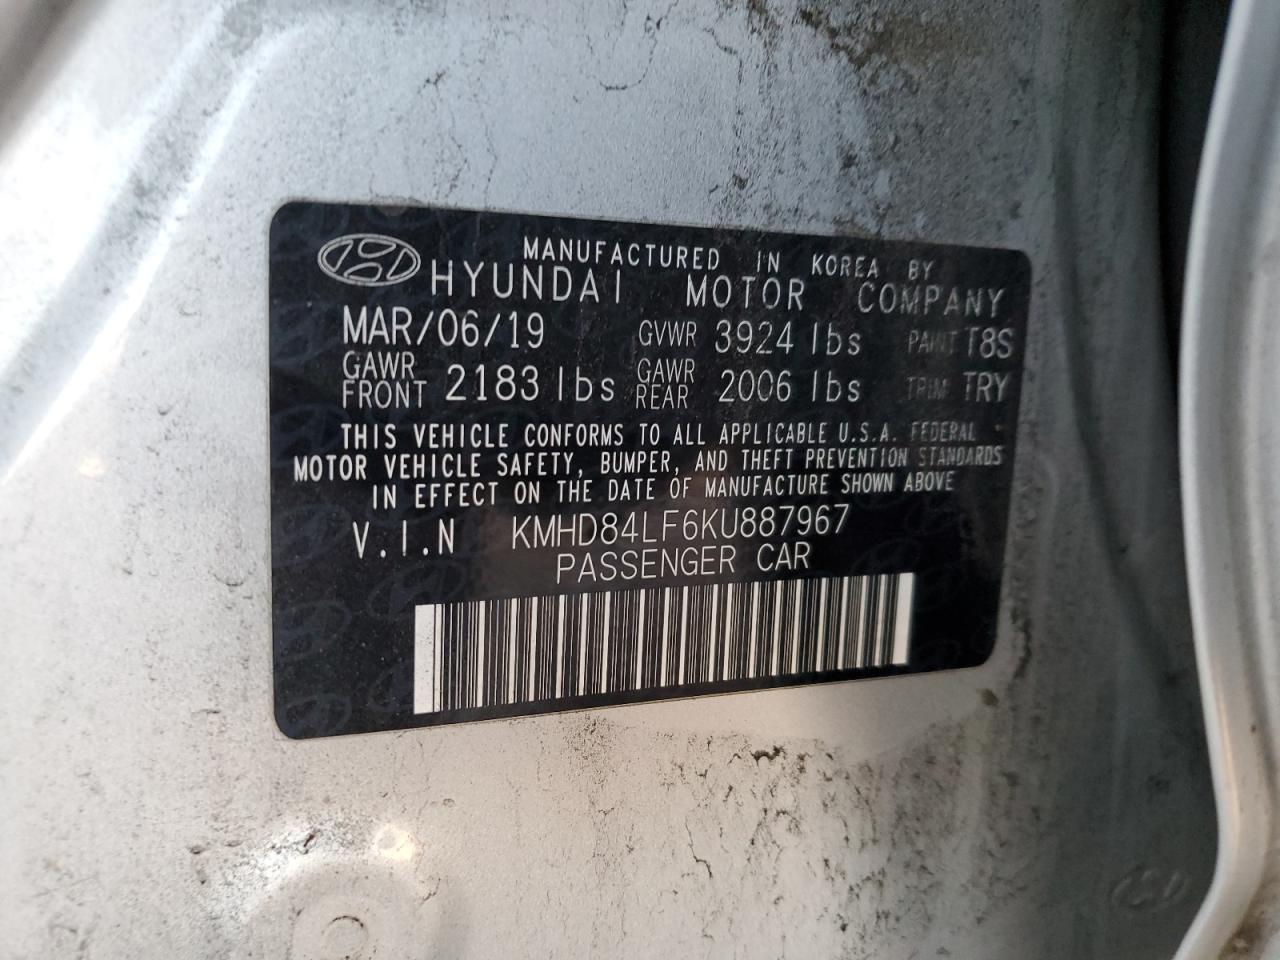 MANUFACTURED IN KOREA BY
HYUNDAI MOTOR COMPANY
MAR/06/19 GVWR 3924 lbs PAINT T8S
GAWR FRONT 2183 lbs GAWR REAR 2006 lbs TRIM TRY
THIS VEHICLE CONFORMS TO ALL APPLICABLE U.S.A. FEDERAL
MOTOR VEHICLE SAFETY, BUMPER, AND THEFT PREVENTION STANDARDS
IN EFFECT ON THE DATE OF MANUFACTURE SHOWN ABOVE
V.I.N KMHD84LF6KU887967
PASSENGER CAR